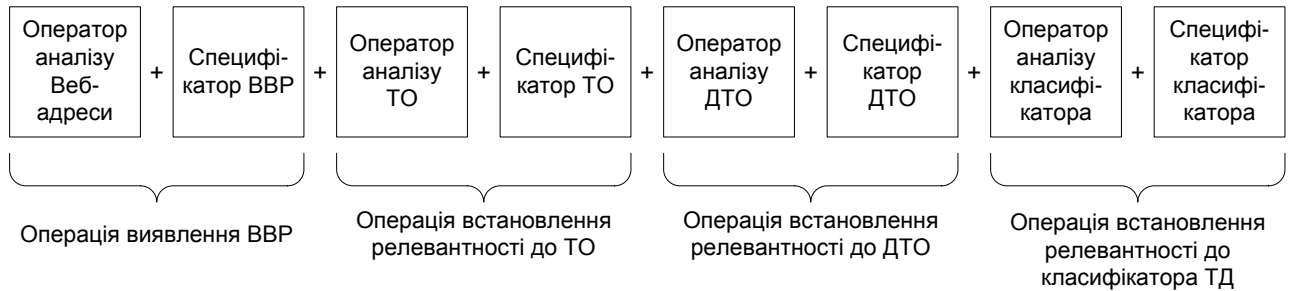 Оператор
аналізу
Веб-
адреси
+
Специфі-
катор ВВР
+
Оператор
аналізу
ТО
+
Специфі-
катор ТО
+
Оператор
аналізу
ДТО
+
Специфі-
катор
ДТО
+
Оператор
аналізу
класифі-
катора
+
Специфі-
катор
класифі-
катора
Операція виявлення ВВР
Операція встановлення
релевантності до ТО
Операція встановлення
релевантності до ДТО
Операція встановлення
релевантності до
класифікатора ТД